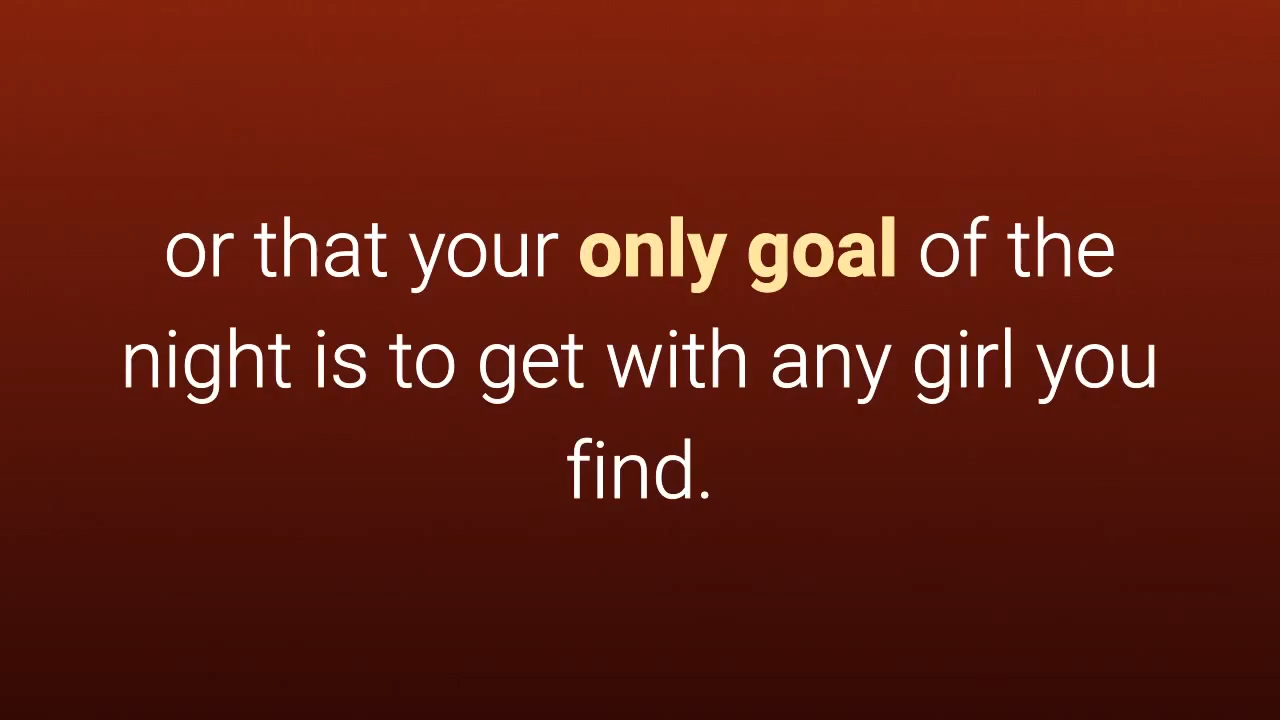 or that your only goal of the
night is to get with any girl you
find.